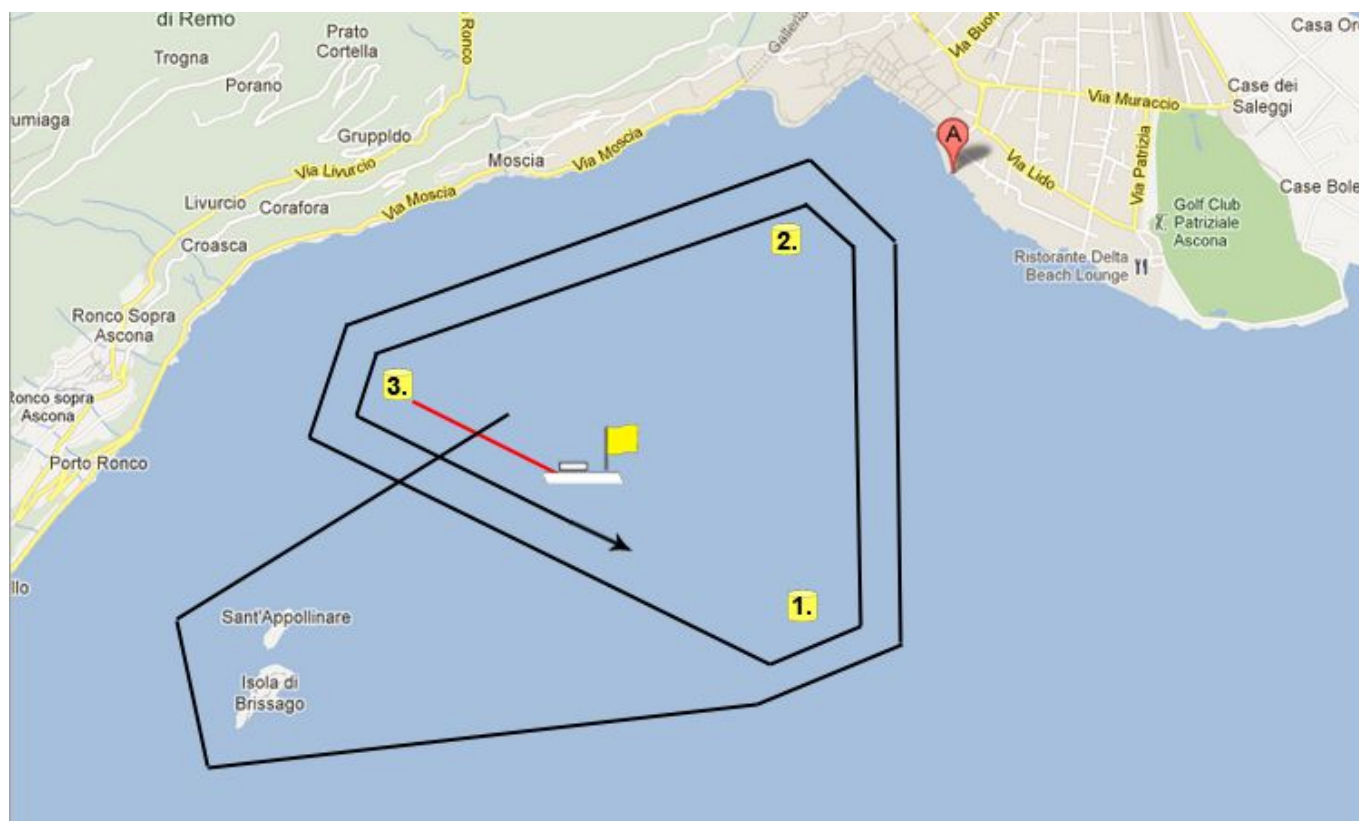 di Remo
Prato
Cortella
Trogna
Porano
umiaga
Gruppldo
Via Livurcio
Ronco
Moscia
Via Moscia
Galleria
Via Buon
Casa Or
Via Muraccio
Case dei
Saleggi
A
Via Lido
Via Patrizia
Case Bole
Golf Club
Patriziale
Ascona
Ristorante Delta
Beach Lounge
Livurcio
Corafora
Via Moscia
Croasca
2.
Ronco Sopra
Ascona
3.
Ronco sopra
Ascona
Porto Ronco
llo
1.
Sant'Appollinare
Isola di
Brissago